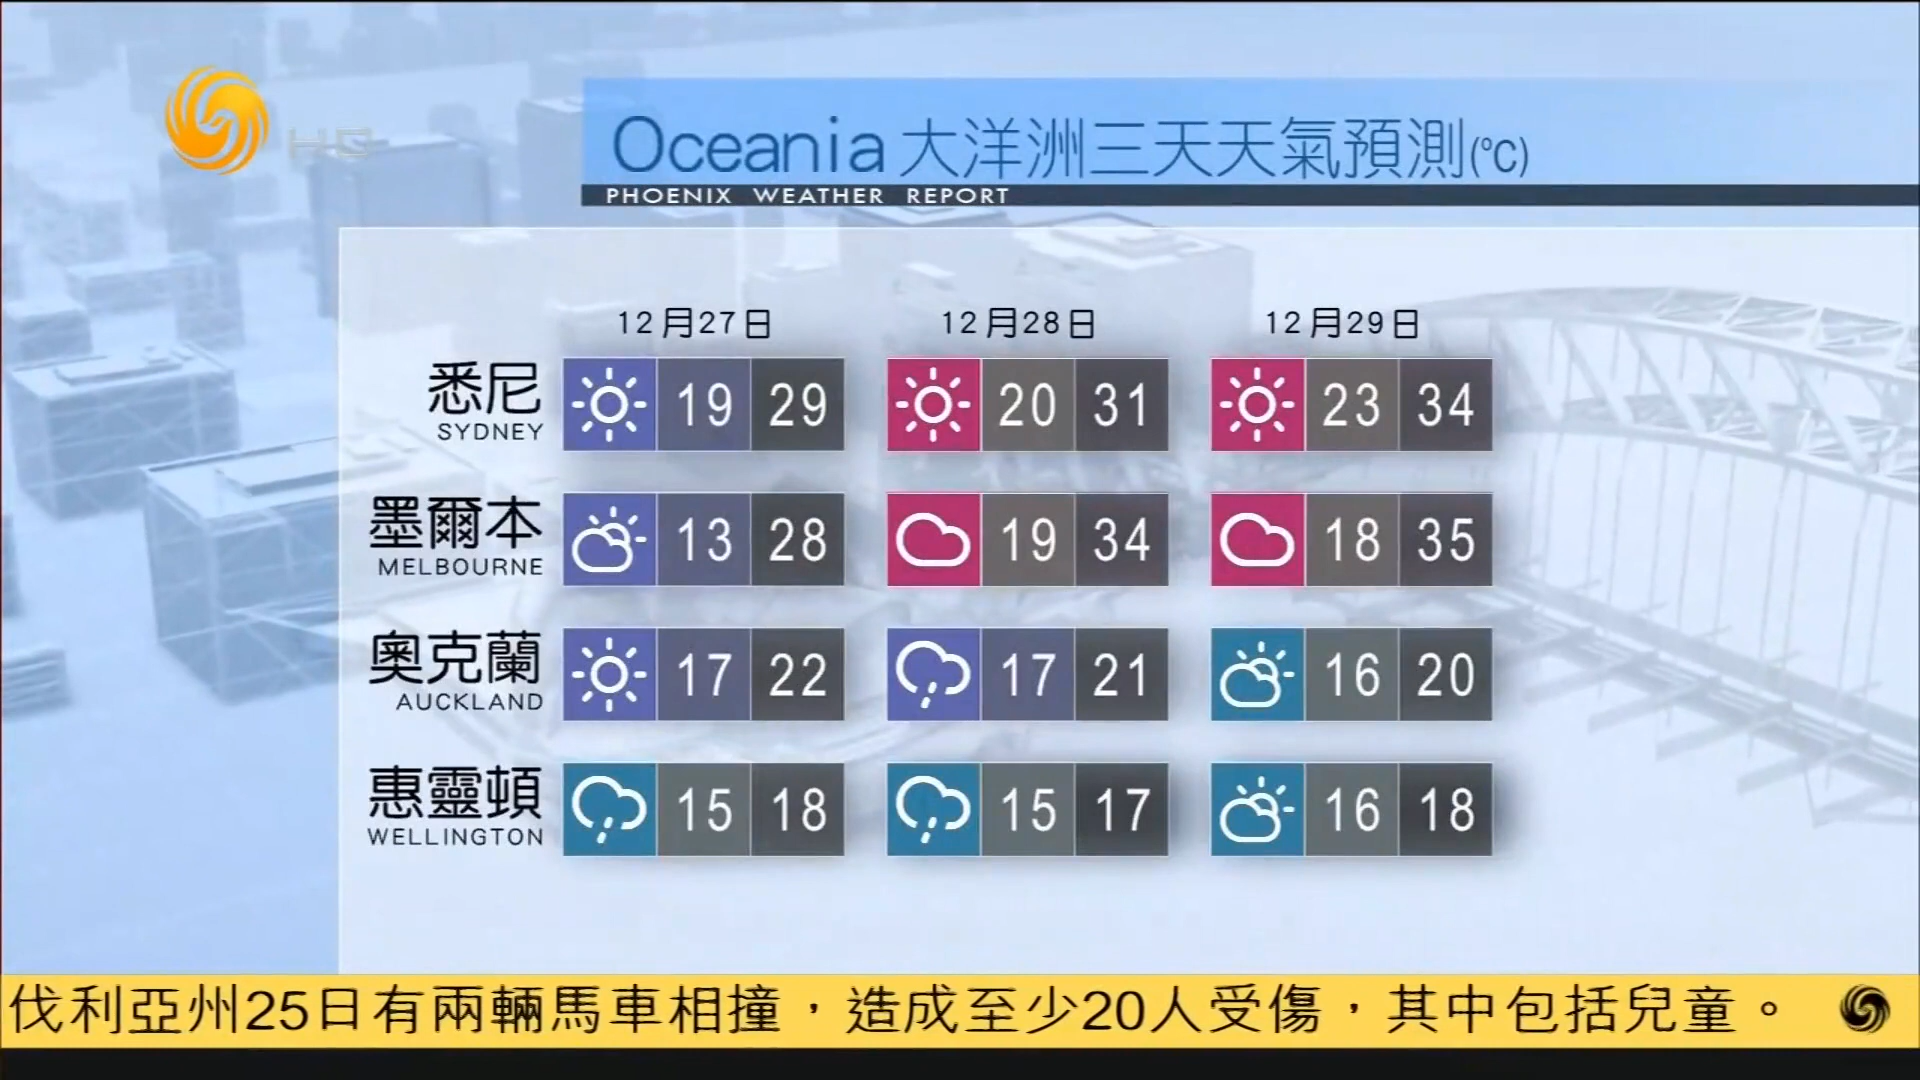 HG
Oceania 大洋洲三天天氣預測(°C)
PHOENIX WEATHER REPORT
12月27日 12月28日 12月29日
悉尼 19 29 20 31 23 34
SYDNEY
墨爾本 13 28 19 34 18 35
MELBOURNE
奧克蘭 17 22 17 21 16 20
AUCKLAND
惠靈頓 15 18 15 17 16 18
WELLINGTON
伐利亞州25日有兩輛馬車相撞，造成至少20人受傷，其中包括兒童。